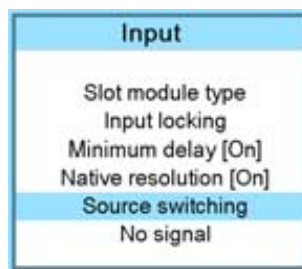 Input
Slot module type
Input locking
Minimum delay [On]
Native resolution [On]
Source switching
No signal